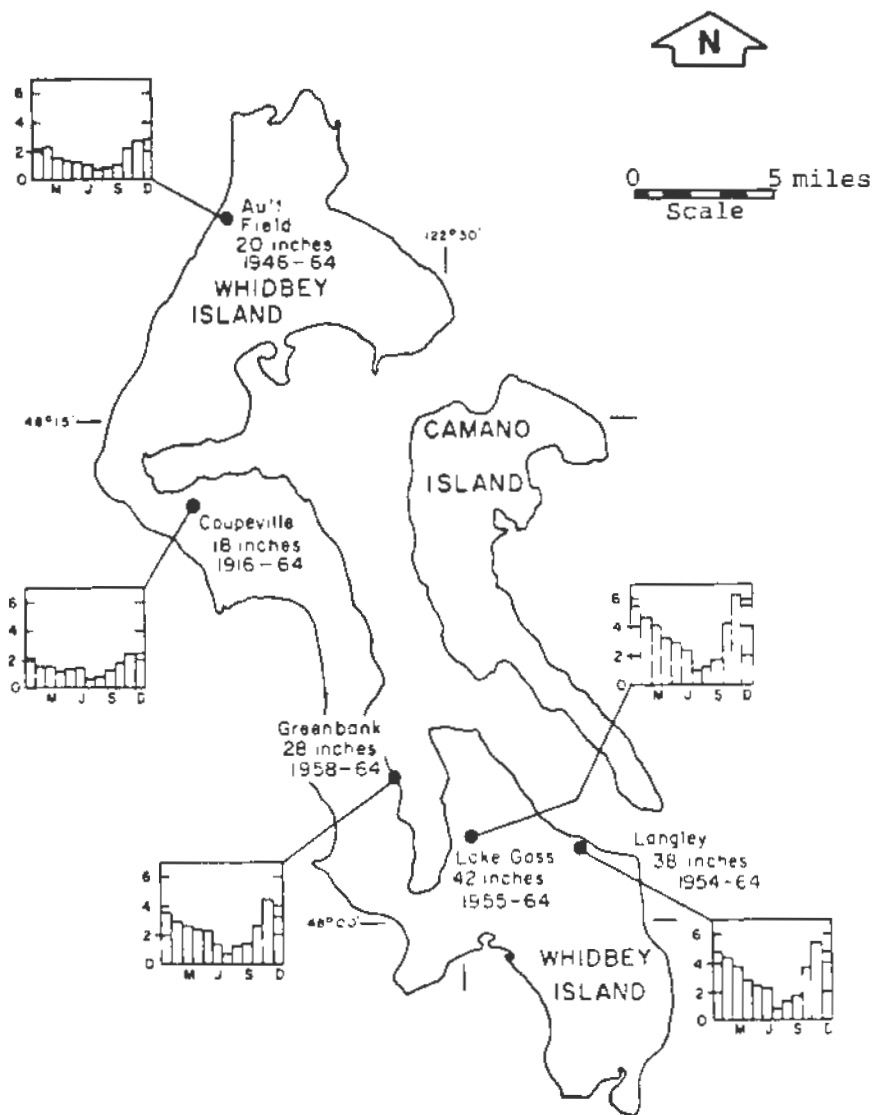 N
0 5 miles
Scale
6
4
2
0
M J S D
Ault
Field
20 inches
1946-64
122°30'
WHIDBEY
ISLAND
48°15'
CAMANO
ISLAND
Coupeville
18 inches
1916-64
6
4
2
0
M J S D
6
4
2
0
M J S D
Greenbank
28 inches
1958-64
Lake Goss
42 inches
1955-64
Langley
38 inches
1954-64
6
4
2
0
M J S D
48°00'
WHIDBEY
ISLAND
6
4
2
0
M J S D